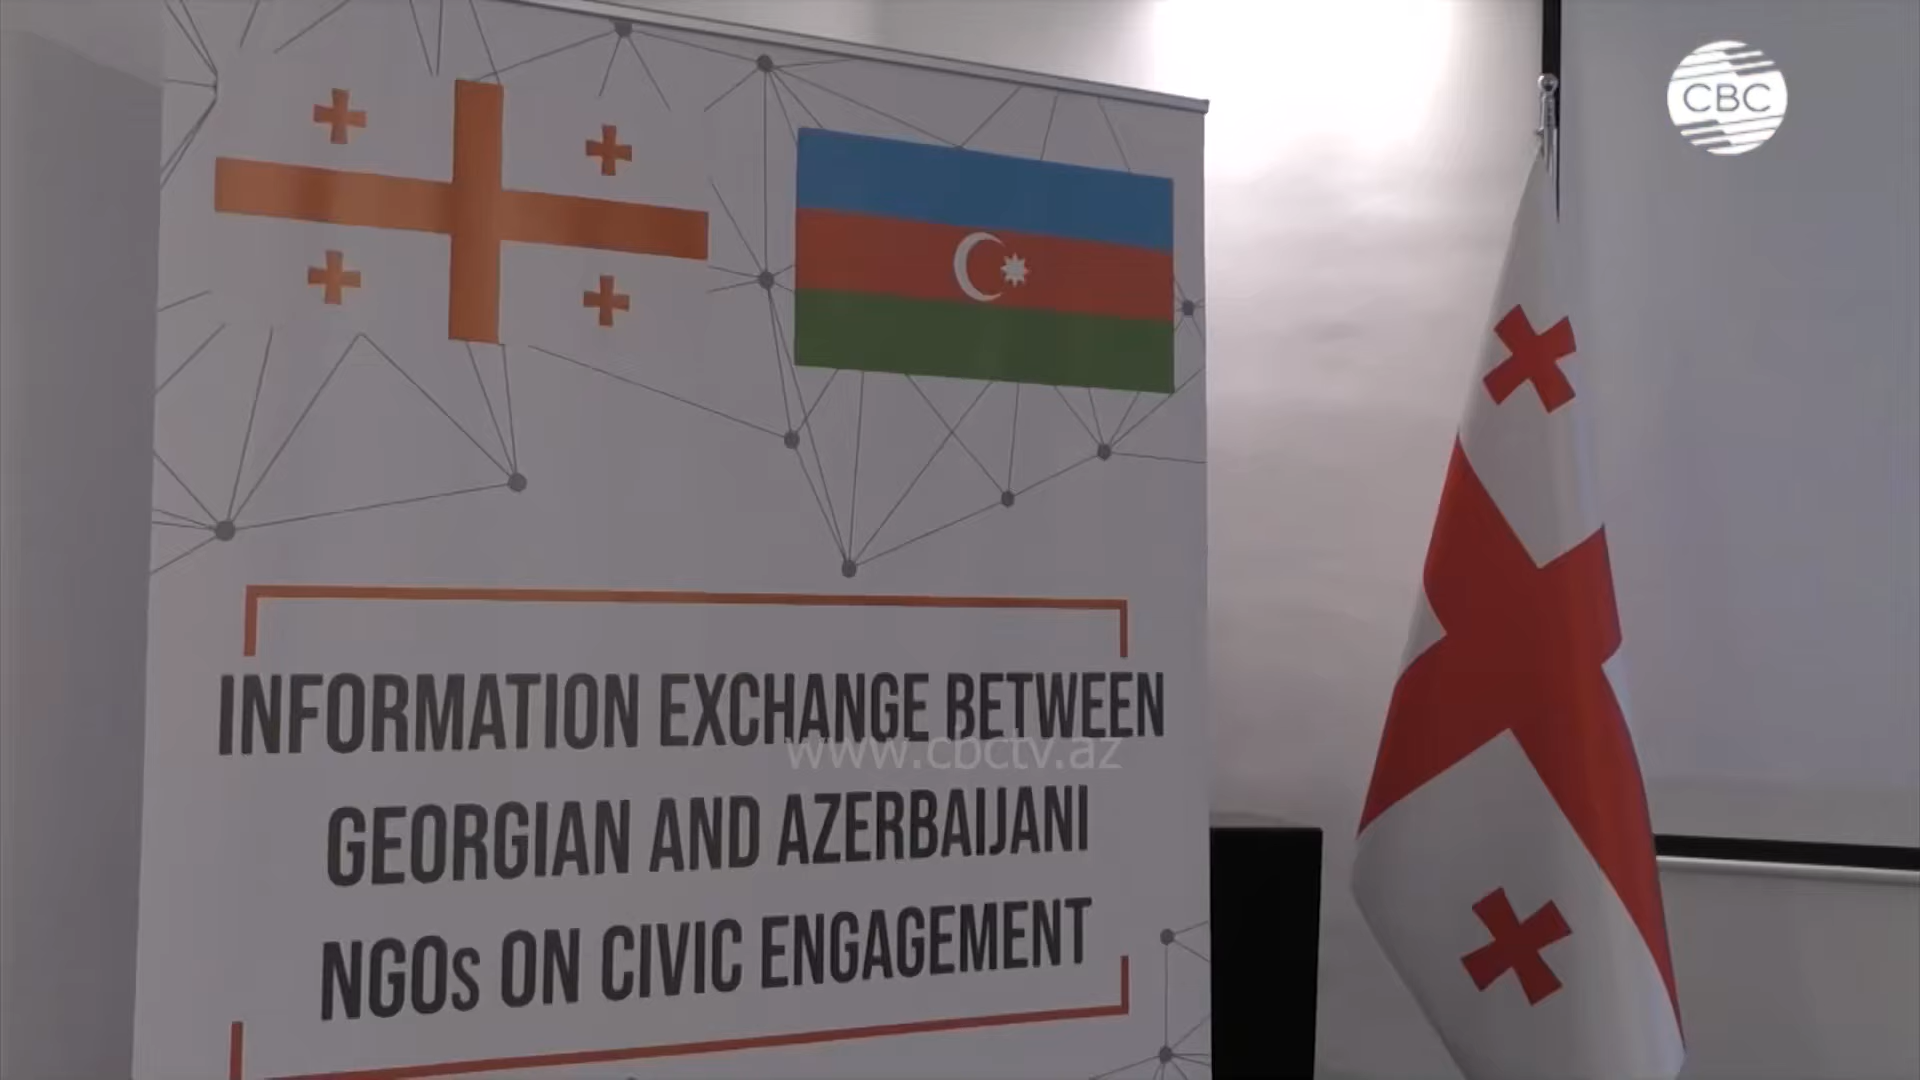 CBC
INFORMATION EXCHANGE BETWEEN
www.cbctv.az
GEORGIAN AND AZERBAIJANI
NGOs ON CIVIC ENGAGEMENT